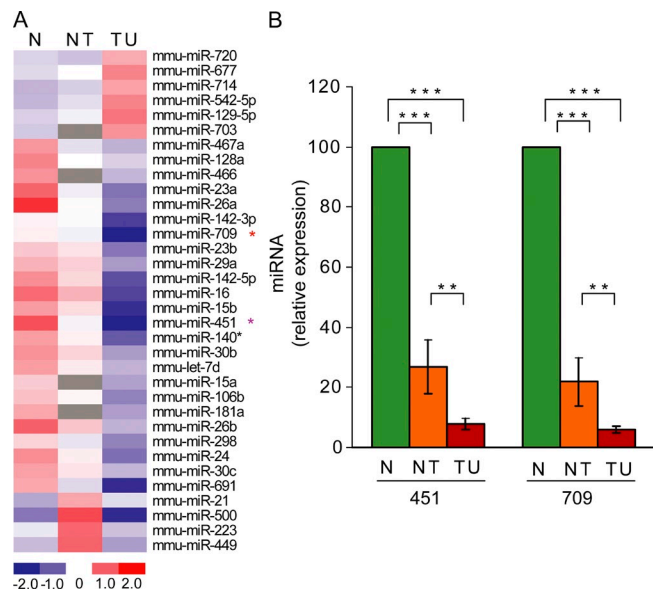 A
N NT TU
mmu-miR-720
mmu-miR-677
mmu-miR-714
mmu-miR-542-5p
mmu-miR-129-5p
mmu-miR-703
mmu-miR-467a
mmu-miR-128a
mmu-miR-466
mmu-miR-23a
mmu-miR-26a
mmu-miR-142-3p
mmu-miR-709 *
mmu-miR-23b
mmu-miR-29a
mmu-miR-142-5p
mmu-miR-16
mmu-miR-15b
mmu-miR-451 *
mmu-miR-140*
mmu-miR-30b
mmu-let-7d
mmu-miR-15a
mmu-miR-106b
mmu-miR-181a
mmu-miR-26b
mmu-miR-298
mmu-miR-24
mmu-miR-30c
mmu-miR-691
mmu-miR-21
mmu-miR-500
mmu-miR-223
mmu-miR-449
-2.0 -1.0 0 1.0 2.0
B
miRNA
(relative expression)
120
100
80
60
40
20
0
*** ***
*** ***
** **
N NT TU N NT TU
451 709